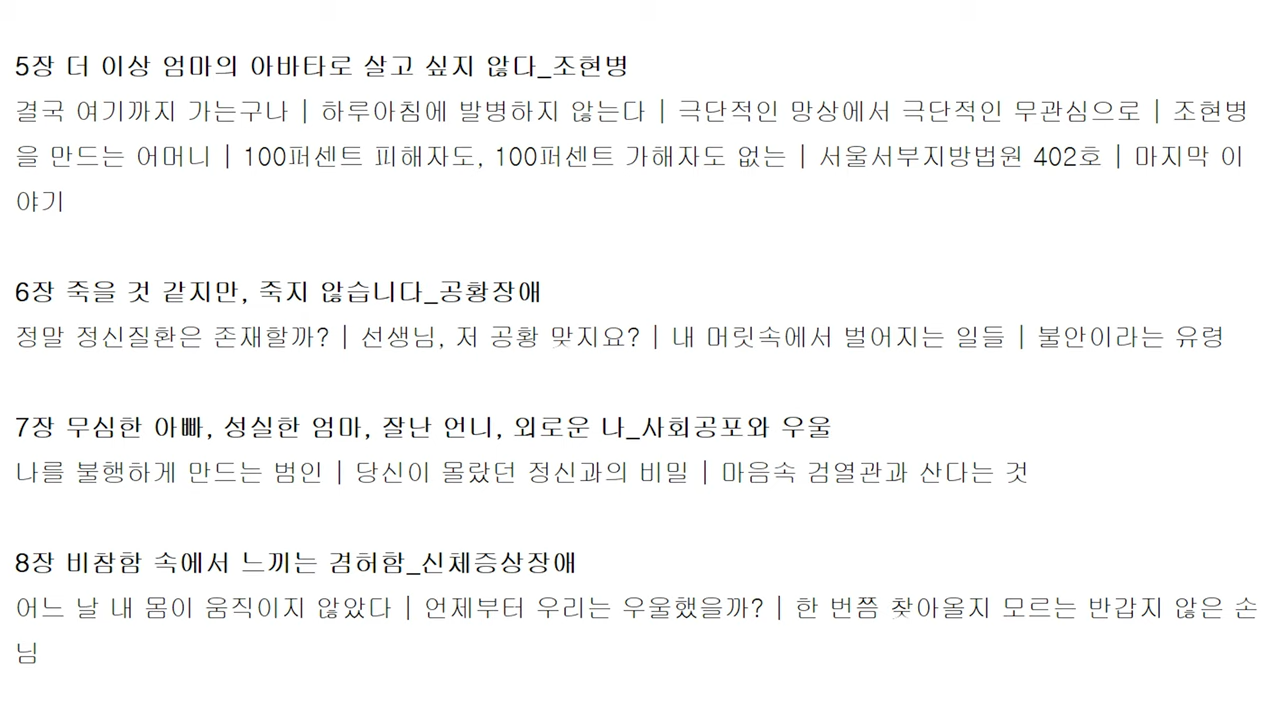 5장 더 이상 엄마의 아바타로 살고 싶지 않다_조현병
결국 여기까지 가는구나 | 하루아침에 발병하지 않는다 | 극단적인 망상에서 극단적인 무관심으로 | 조현병
을 만드는 어머니 | 100퍼센트 피해자도, 100퍼센트 가해자도 없는 | 서울서부지방법원 402호 | 마지막 이
야기
6장 죽을 것 같지만, 죽지 않습니다_공황장애
정말 정신질환은 존재할까? | 선생님, 저 공황 맞지요? | 내 머릿속에서 벌어지는 일들 | 불안이라는 유령
7장 무심한 아빠, 성실한 엄마, 잘난 언니, 외로운 나_사회공포와 우울
나를 불행하게 만드는 범인 | 당신이 몰랐던 정신과의 비밀 | 마음속 검열관과 산다는 것
8장 비참함 속에서 느끼는 겸허함_신체증상장애
어느 날 내 몸이 움직이지 않았다 | 언제부터 우리는 우울했을까? | 한 번쯤 찾아올지 모르는 반갑지 않은 손
님